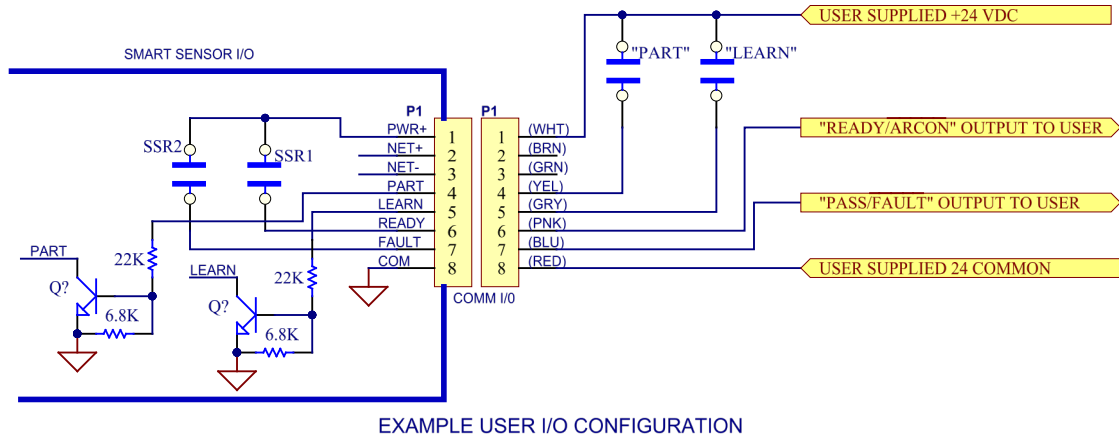 USER SUPPLIED +24 VDC
SMART SENSOR I/O
"PART"
"LEARN"
P1
P1
PWR+
1
1
(WHT)
"READY/ARCON" OUTPUT TO USER
SSR2
SSR1
NET+
2
2
(BRN)
NET-
3
3
(GRN)
PART
4
4
(YEL)
LEARN
5
5
(GRY)
"PASS/FAULT" OUTPUT TO USER
READY
6
6
(PNK)
FAULT
7
7
(BLU)
COM
8
8
(RED)
USER SUPPLIED 24 COMMON
PART
22K
LEARN
22K
Q?
6.8K
Q?
6.8K
COMM I/0
EXAMPLE USER I/O CONFIGURATION